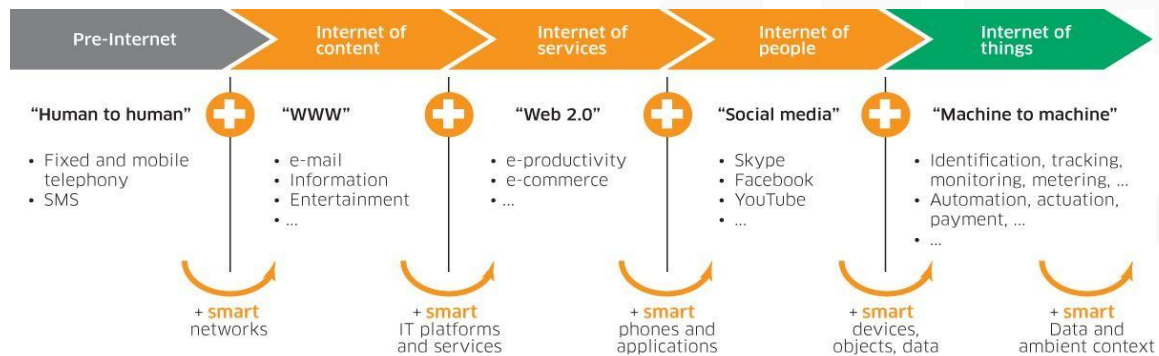 Pre-Internet
Internet of
content
Internet of
services
Internet of
people
Internet of
things
“Human to human”
• Fixed and mobile
telephony
• SMS
“WWW”
• e-mail
• Information
• Entertainment
• ...
“Web 2.0”
• e-productivity
• e-commerce
• ...
“Social media”
• Skype
• Facebook
• YouTube
• ...
“Machine to machine”
• Identification, tracking,
monitoring, metering, ...
• Automation, actuation,
payment, ...
• ...
+ smart
networks
+ smart
IT platforms
and services
+ smart
phones and
applications
+ smart
devices,
objects, data
+ smart
Data and
ambient context